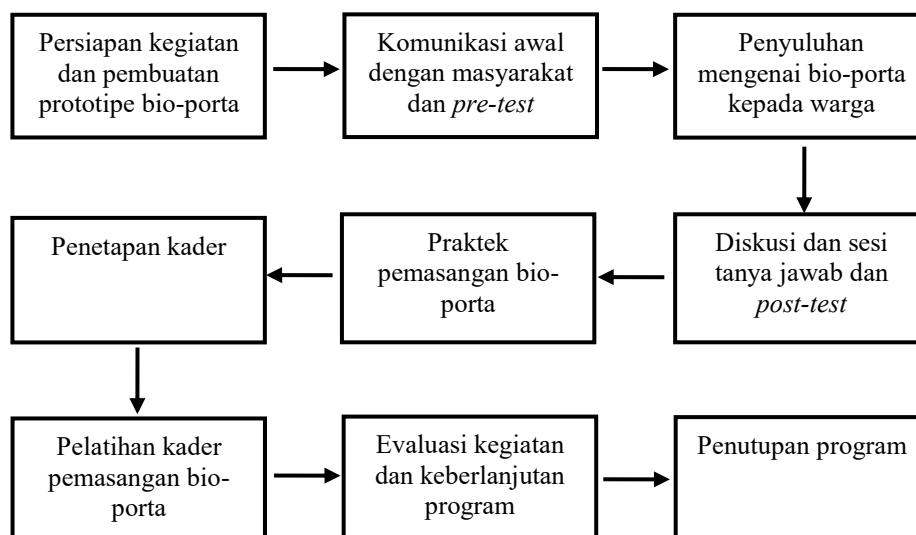 Persiapan kegiatan
dan pembuatan
prototipe bio-porta
Komunikasi awal
dengan masyarakat
dan pre-test
Penyuluhan
mengenai bio-porta
kepada warga
Diskusi dan sesi
tanya jawab dan
post-test
Praktek
pemasangan bio-
porta
Penetapan kader
Pelatihan kader
pemasangan bio-
porta
Evaluasi kegiatan
dan keberlanjutan
program
Penutupan program